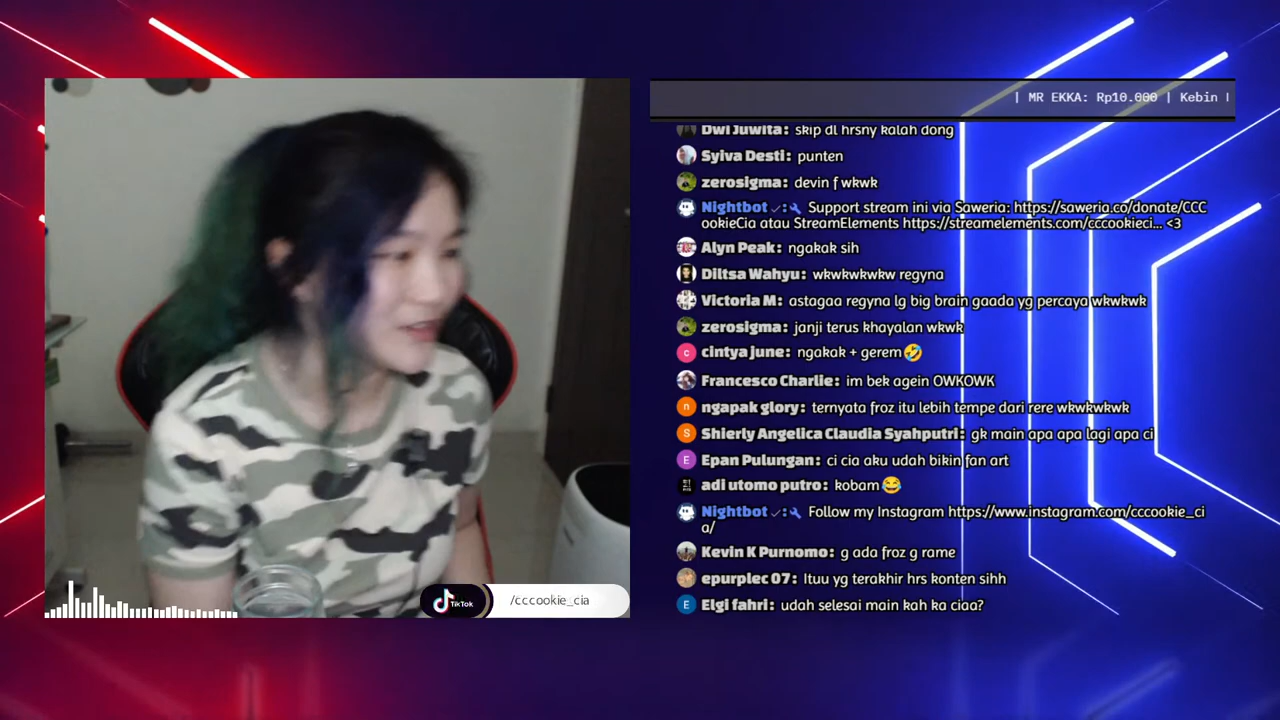 | MR EKKA: Rp10.000 | Kebin
Dwi Juwita: skip dl hrsny kalah dong
Syiva Desti: punten
zerosigma: devin f wkwk
Nightbot : Support stream ini via Saweria: https://saweria.co/donate/CCC
ookieCia atau StreamElements https://streamelements.com/cccookieci... <3
Alyn Peak: ngakak sih
Diltsa Wahyu: wkwkwkwkw regyna
Victoria M: astagaa regyna lg big brain gaada yg percaya wkwkwk
zerosigma: janji terus khayalan wkwk
c cintya june: ngakak + gerem🤣
Francesco Charlie: im bek agein OWKOWK
n ngapak glory: ternyata froz itu lebih tempe dari rere wkwkwkwk
S Shierly Angelica Claudia Syahputri: gk main apa apa lagi apa ci
E Epan Pulungan: ci cia aku udah bikin fan art
adi utomo putro: kobam😂
Nightbot : Follow my Instagram https://www.instagram.com/cccookie_ci
a/
Kevin K Purnomo: g ada froz g rame
epurplec 07: Ituu yg terakhir hrs konten sihh
E Elgi fahri: udah selesai main kah ka ciaa?
TikTok /cccookie_cia